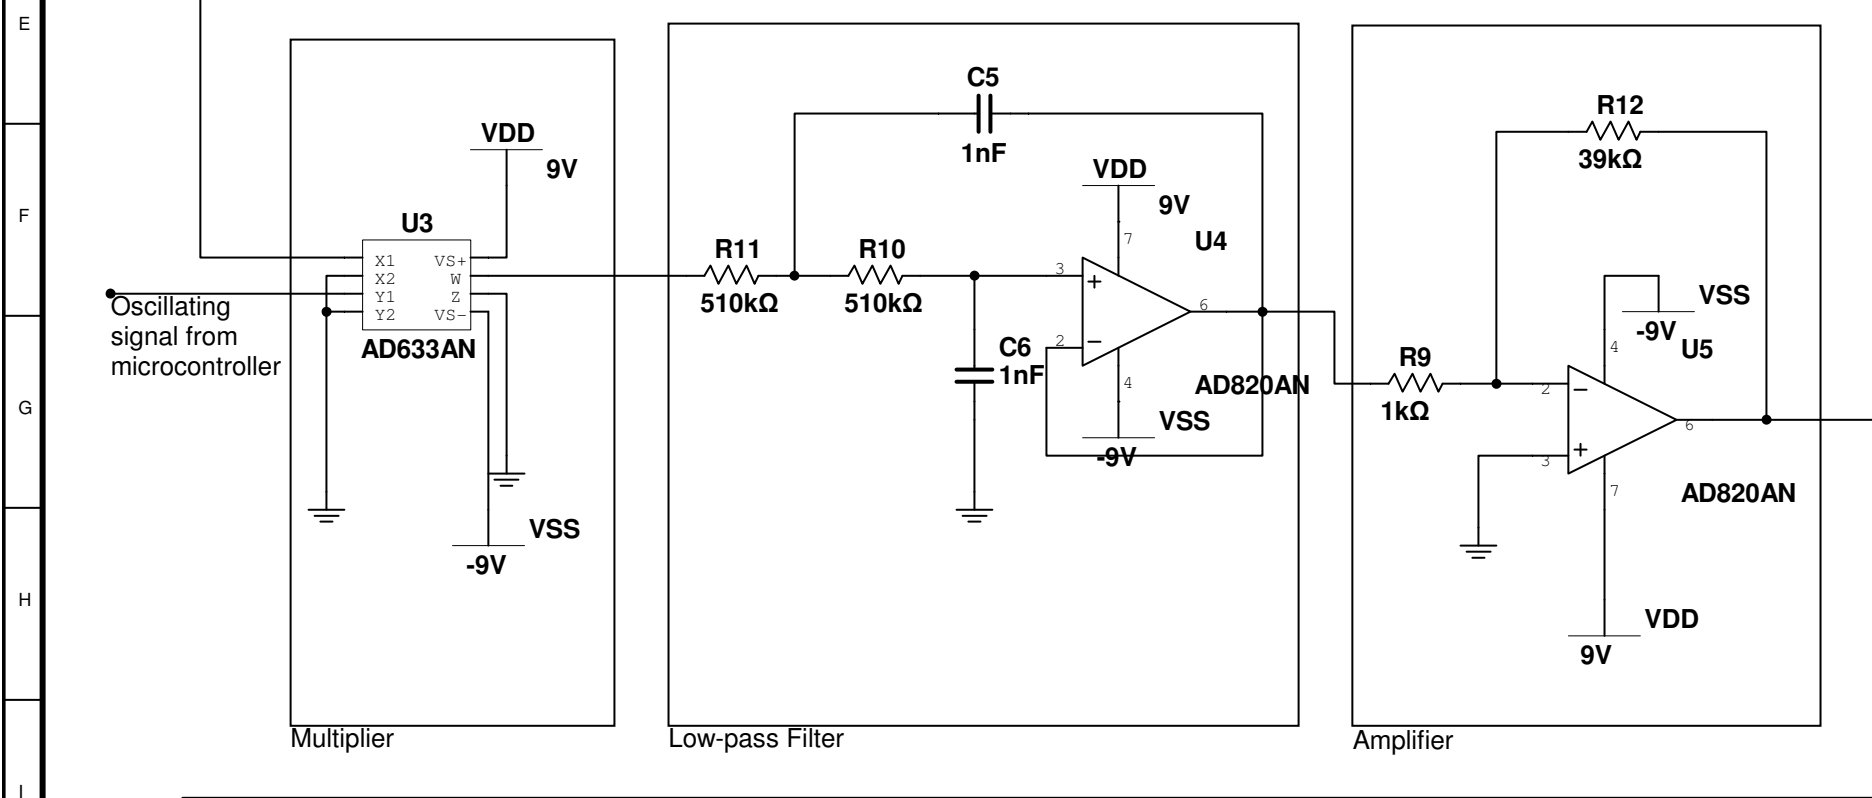 E
F
G
H
I
Oscillating
signal from
microcontroller
VDD
9V
U3
X1
X2
Y1
Y2
VS+
W
Z
VS-
AD633AN
VSS
-9V
Multiplier
C5
1nF
R11
510kΩ
R10
510kΩ
C6
1nF
VDD
9V
7
U4
3
+
2
−
6
4
AD820AN
VSS
-9V
Low-pass Filter
R12
39kΩ
R9
1kΩ
VSS
-9V
U5
4
2
−
3
+
6
7
AD820AN
VDD
9V
Amplifier